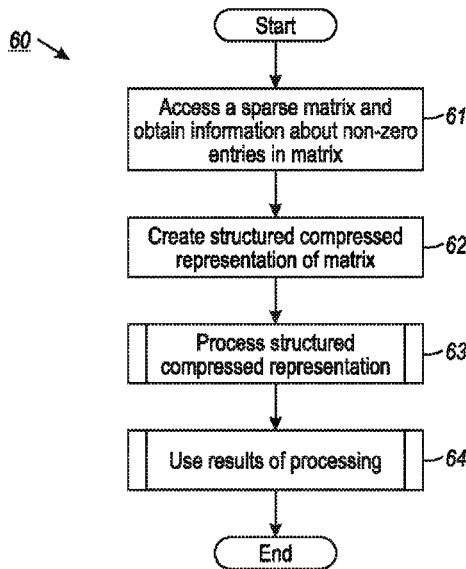 60
Start
Access a sparse matrix and
obtain information about non-zero
entries in matrix
61
Create structured compressed
representation of matrix
62
Process structured
compressed representation
63
Use results of processing
64
End